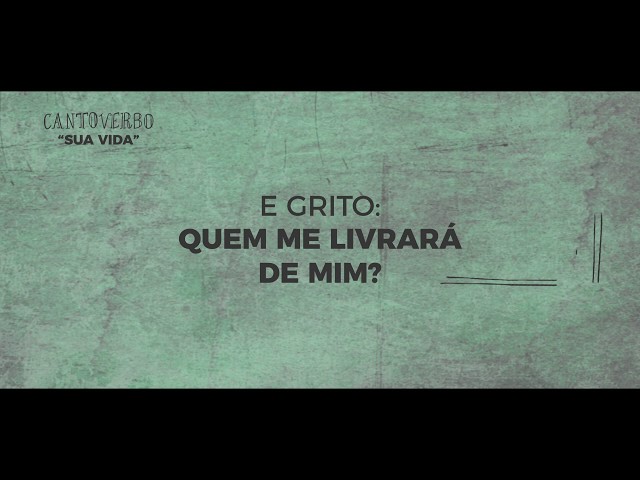 CANTOVERBO
“SUA VIDA”
E GRITO:
QUEM ME LIVRARÁ
DE MIM?